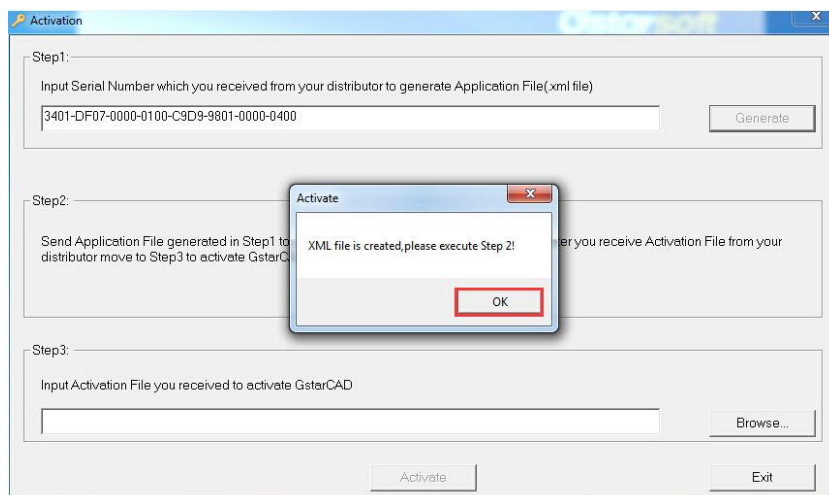 Activation
Gstarsoft
Step1:
Input Serial Number which you received from your distributor to generate Application File(.xml file)
3401-DF07-0000-0100-C9D9-9801-0000-0400
Generate
Step2:
Activate
XML file is created,please execute Step 2!
OK
Send Application File generated in Step1 to er you receive Activation File from your
distributor move to Step3 to activate GstarC
Step3:
Input Activation File you received to activate GstarCAD
Browse...
Activate
Exit